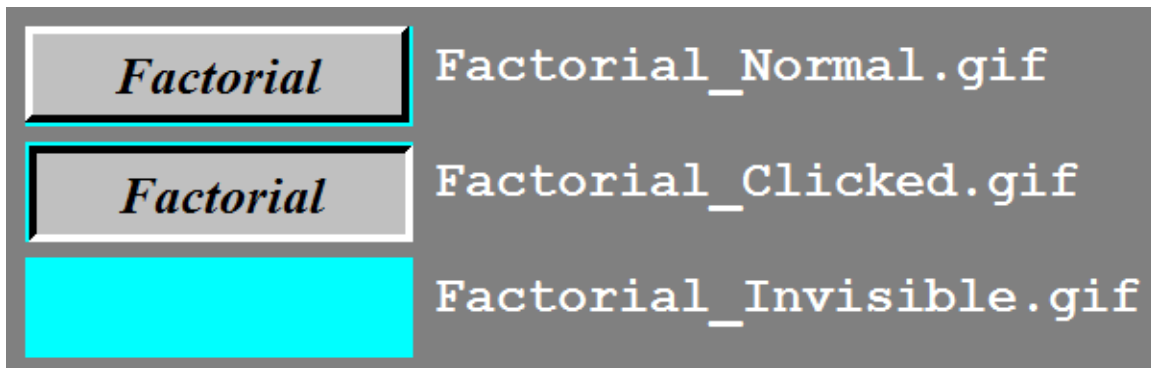 Factorial Factorial_Normal.gif
Factorial Factorial_Clicked.gif
Factorial_Invisible.gif